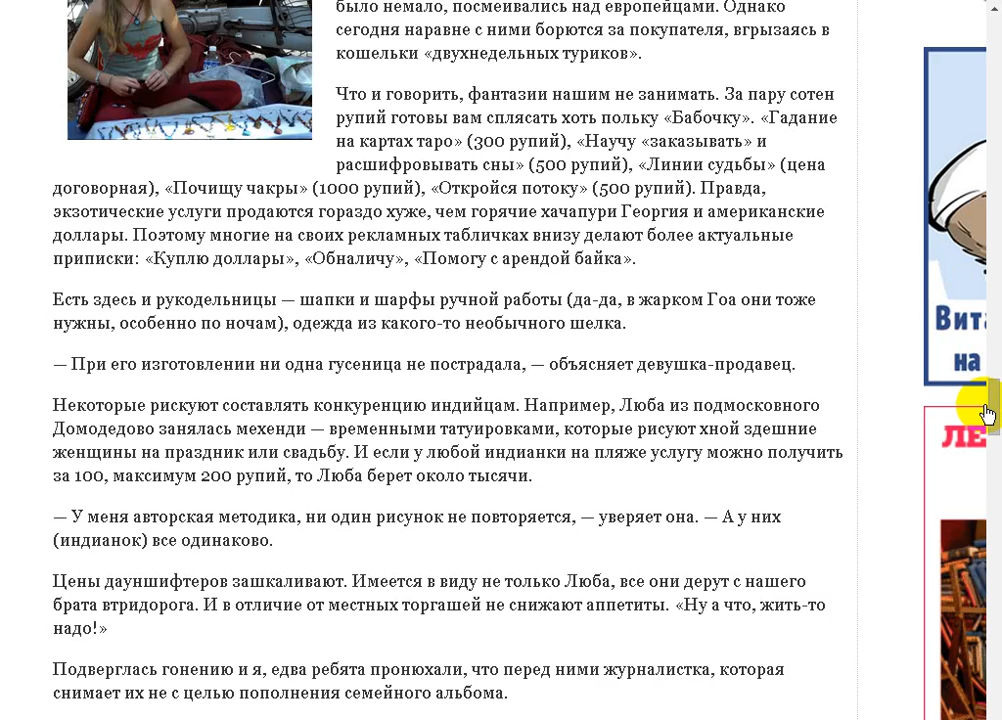 было немало, посмеивались над европейцами. Однако
сегодня наравне с ними борются за покупателя, вгрызаясь в
кошельки «двухнедельных туриков».
Что и говорить, фантазии нашим не занимать. За пару сотен
рупий готовы вам сплясать хоть польку «Бабочку». «Гадание
на картах таро» (300 рупий), «Научу «заказывать» и
расшифровывать сны» (500 рупий), «Линии судьбы» (цена
договорная), «Почищу чакры» (1000 рупий), «Откройся потоку» (500 рупий). Правда,
экзотические услуги продаются гораздо хуже, чем горячие хачапури Георгия и американские
доллары. Поэтому многие на своих рекламных табличках внизу делают более актуальные
приписки: «Куплю доллары», «Обналичу», «Помогу с арендой байка».
Есть здесь и рукодельницы — шапки и шарфы ручной работы (да-да, в жарком Гоа они тоже
нужны, особенно по ночам), одежда из какого-то необычного шелка.
— При его изготовлении ни одна гусеница не пострадала, — объясняет девушка-продавец.
Некоторые рискуют составлять конкуренцию индийцам. Например, Люба из подмосковного
Домодедово занялась мехенди — временными татуировками, которые рисуют хной здешние
женщины на праздник или свадьбу. И если у любой индианки на пляже услугу можно получить
за 100, максимум 200 рупий, то Люба берет около тысячи.
— У меня авторская методика, ни один рисунок не повторяется, — уверяет она. — А у них
(индианок) все одинаково.
Цены дауншифтеров зашкаливают. Имеется в виду не только Люба, все они дерут с нашего
брата втридорога. И в отличие от местных торгашей не снижают аппетиты. «Ну а что, жить-то
надо!»
Подверглась гонению и я, едва ребята пронюхали, что перед ними журналистка, которая
снимает их не с целью пополнения семейного альбома.
Вит
на
ЛЕ